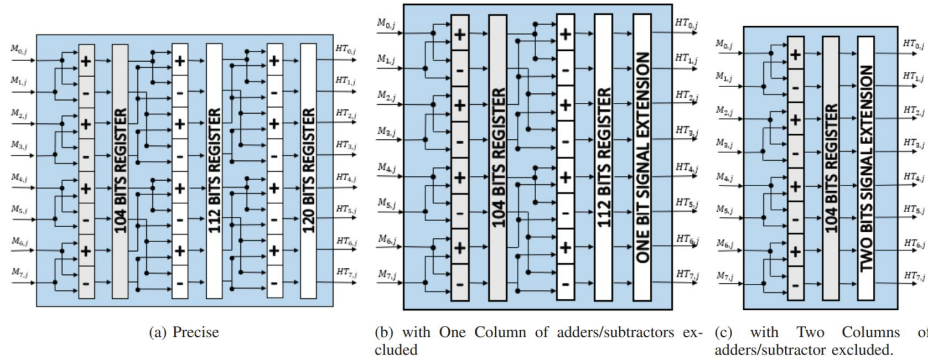 M0,j
M1,j
M2,j
M3,j
M4,j
M5,j
M6,j
M7,j
+
-
+
-
+
-
+
-
104 BITS REGISTER
+
-
+
-
+
-
+
-
112 BITS REGISTER
+
-
+
-
+
-
+
-
120 BITS REGISTER
HT0,j
HT1,j
HT2,j
HT3,j
HT4,j
HT5,j
HT6,j
HT7,j
(a) Precise
M0,j
M1,j
M2,j
M3,j
M4,j
M5,j
M6,j
M7,j
+
-
+
-
+
-
+
-
104 BITS REGISTER
+
-
+
-
+
-
+
-
112 BITS REGISTER
ONE BIT SIGNAL EXTENSION
HT0,j
HT1,j
HT2,j
HT3,j
HT4,j
HT5,j
HT6,j
HT7,j
(b) with One Column of adders/subtractors ex-
cluded
M0,j
M1,j
M2,j
M3,j
M4,j
M5,j
M6,j
M7,j
+
-
+
-
+
-
+
-
104 BITS REGISTER
TWO BITS SIGNAL EXTENSION
HT0,j
HT1,j
HT2,j
HT3,j
HT4,j
HT5,j
HT6,j
HT7,j
(c) with Two Columns of
adders/subtractor excluded.